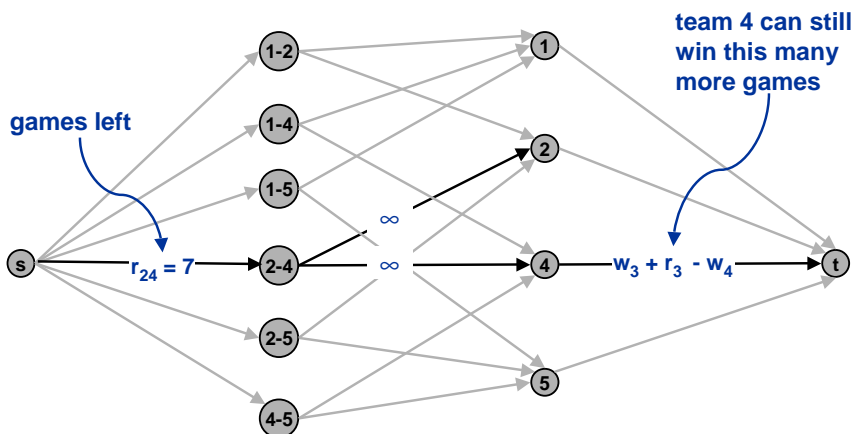 team 4 can still
win this many
more games
games left
1-2
1
1-4
2
1-5
∞
s
r₂₄ = 7
2-4
∞
4
w₃ + r₃ - w₄
t
2-5
5
4-5